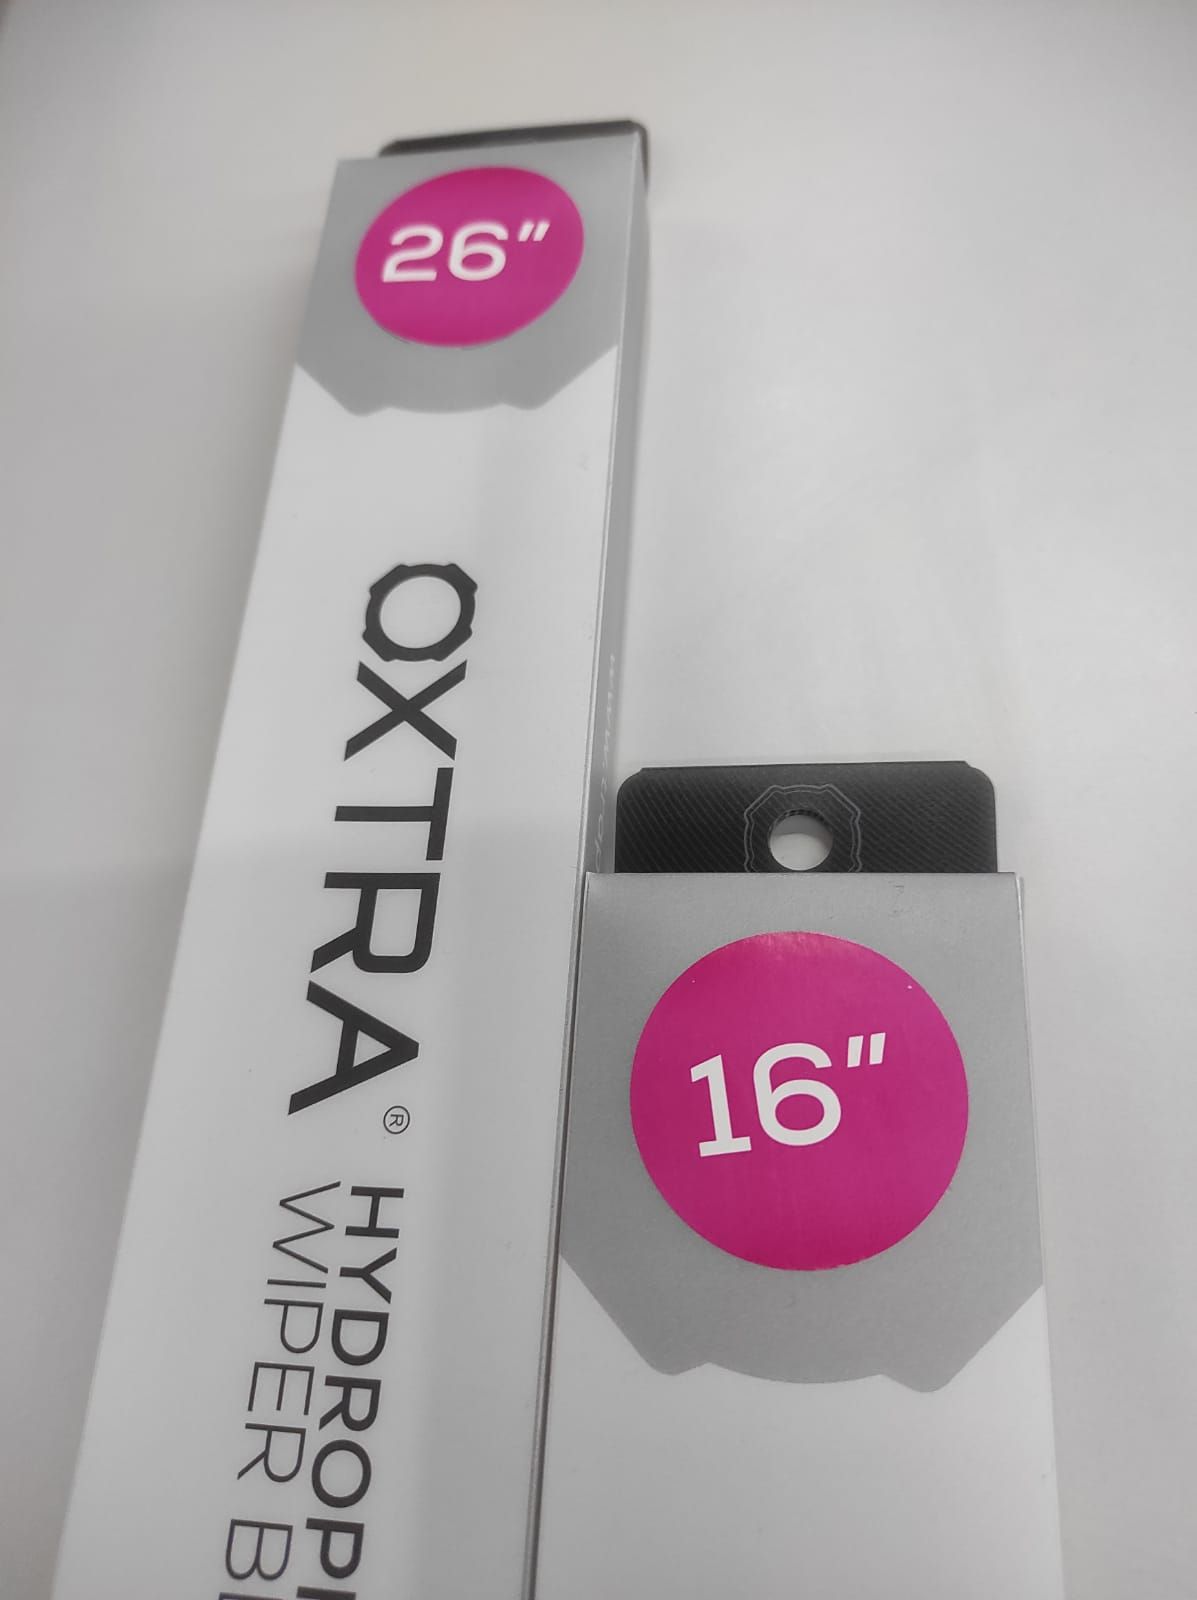 26"
OXTRA®
HYDROP
WIPER B
16"